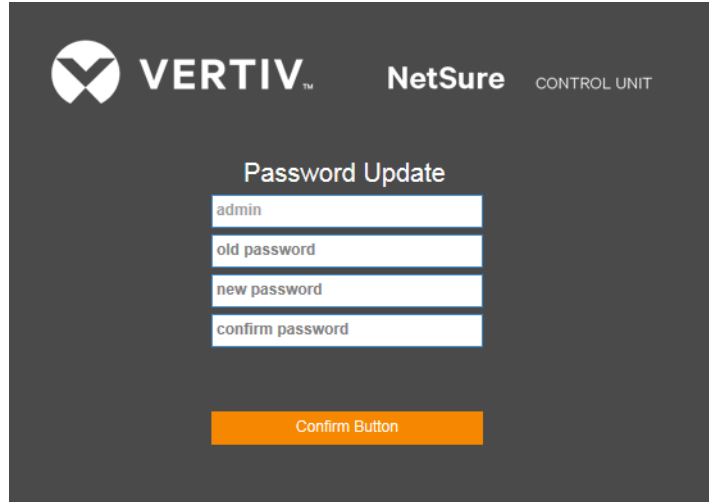 VERTIV™ NetSure CONTROL UNIT
Password Update
admin
old password
new password
confirm password
Confirm Button